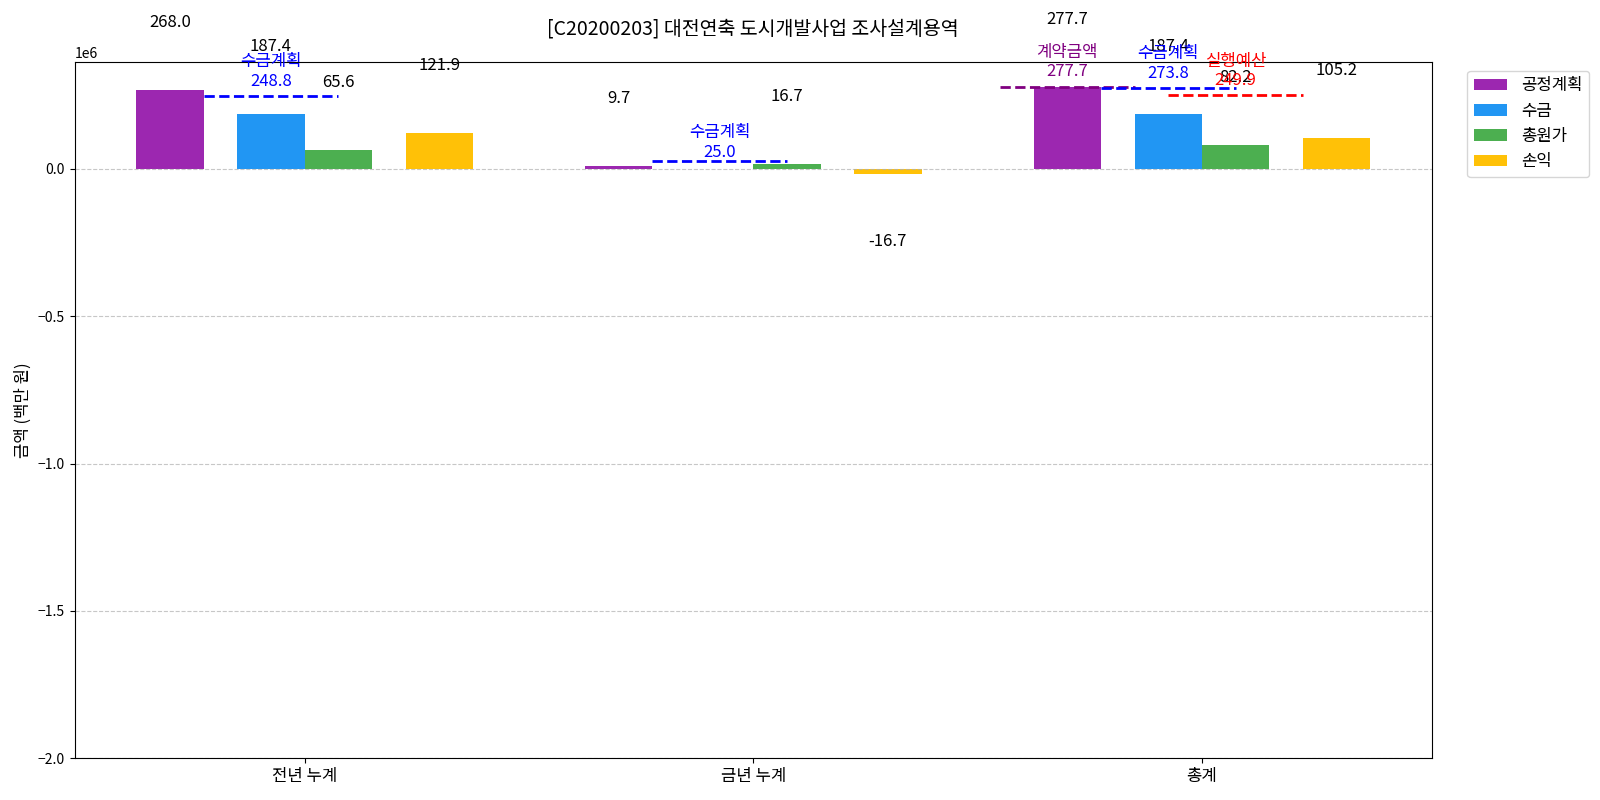 [C20200203] 대전연축 도시개발사업 조사설계용역
1e6
268.0
187.4
수금계획
248.8
65.6
121.9
9.7
수금계획
25.0
16.7
-16.7
277.7
계약금액
277.7
187.4
수금계획
273.8
실행예산
249.9
82.2
105.2
공정계획
수금
총원가
손익
금액 (백만 원)
0.0
−0.5
−1.0
−1.5
−2.0
전년 누계
금년 누계
총계